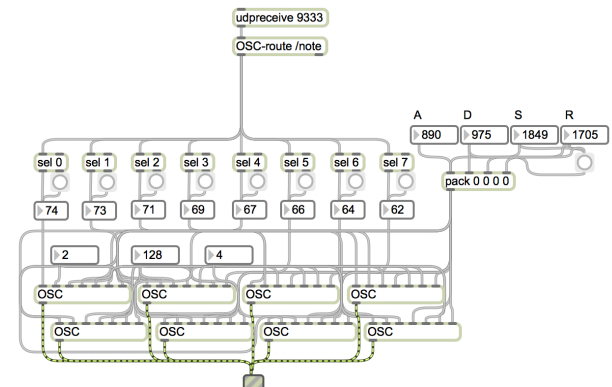 udpreceive 9333
OSC-route /note
A D S R
890 975 1849 1705
sel 0 sel 1 sel 2 sel 3 sel 4 sel 5 sel 6 sel 7
pack 0 0 0 0
74 73 71 69 67 66 64 62
2 128 4
OSC OSC OSC OSC
OSC OSC OSC OSC